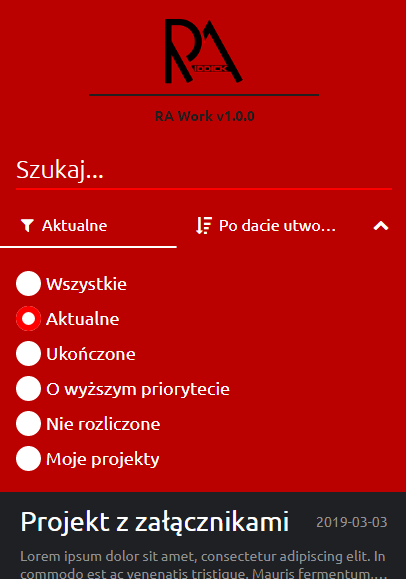 RA
RA Work v1.0.0
Szukaj...
Aktualne
Po dacie utwo...
Wszystkie
Aktualne
Ukończone
O wyższym priorytecie
Nie rozliczone
Moje projekty
Projekt z załącznikami 2019-03-03
Lorem ipsum dolor sit amet, consectetur adipiscing elit. In
commodo est ac venenatis tristique. Mauris fermentum,...